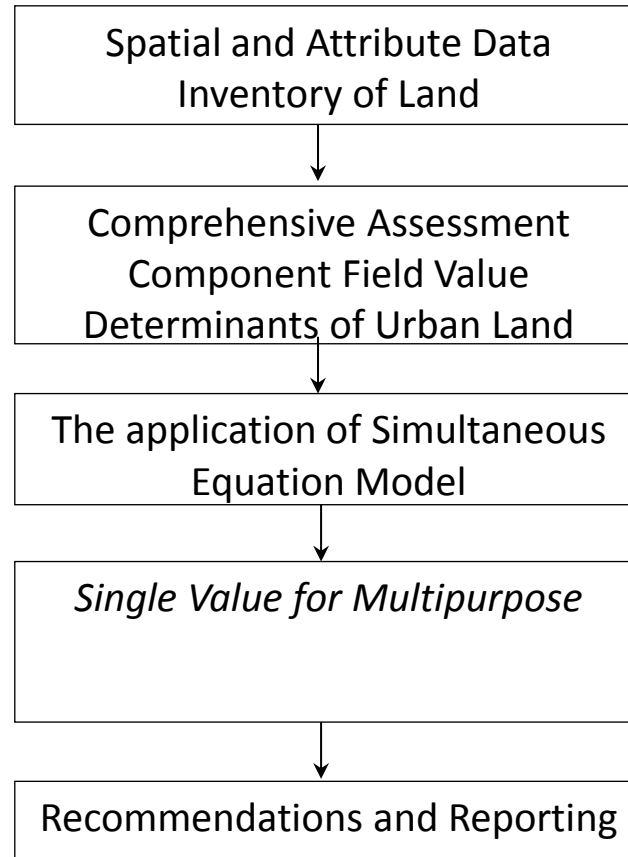 Spatial and Attribute Data
Inventory of Land
Comprehensive Assessment
Component Field Value
Determinants of Urban Land
The application of Simultaneous
Equation Model
Single Value for Multipurpose
Recommendations and Reporting